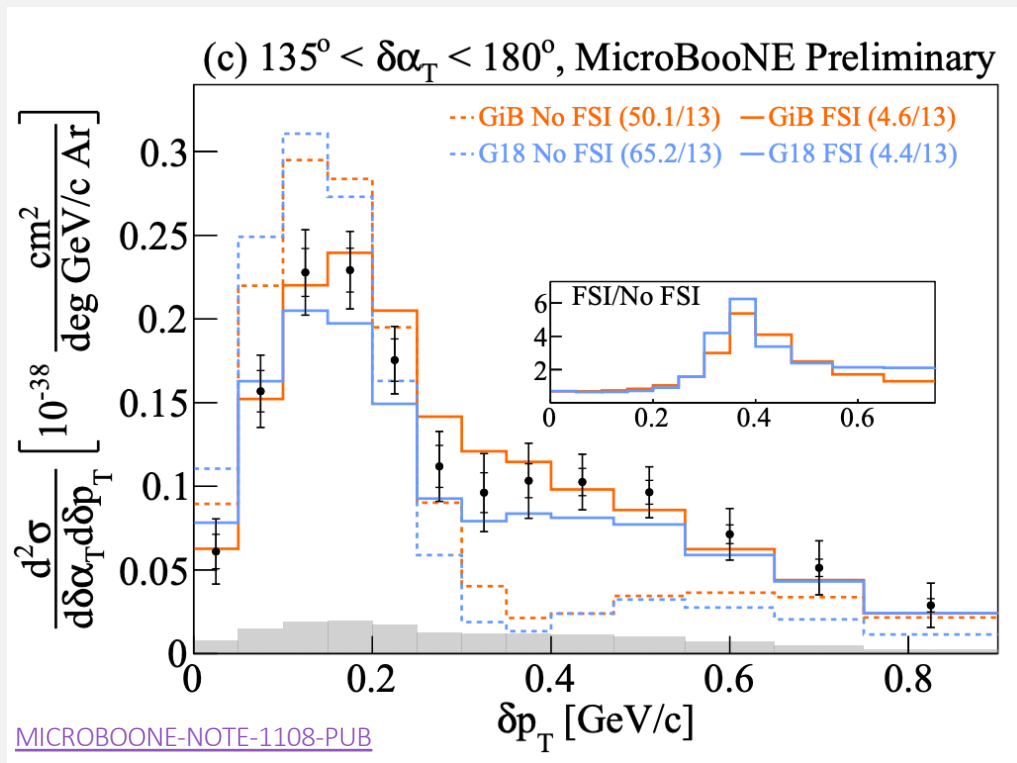 (c) 135° < δα_T < 180°, MicroBooNE Preliminary
GiB No FSI (50.1/13) GiB FSI (4.6/13)
G18 No FSI (65.2/13) G18 FSI (4.4/13)
d²σ/dδα_T dδp_T [10⁻³⁸ cm²/deg GeV/c Ar]
0.3
0.25
0.2
0.15
0.1
0.05
0
FSI/No FSI
6
4
2
0 0.2 0.4 0.6
0 0.2 0.4 0.6 0.8
δp_T [GeV/c]
MICROBOONE-NOTE-1108-PUB